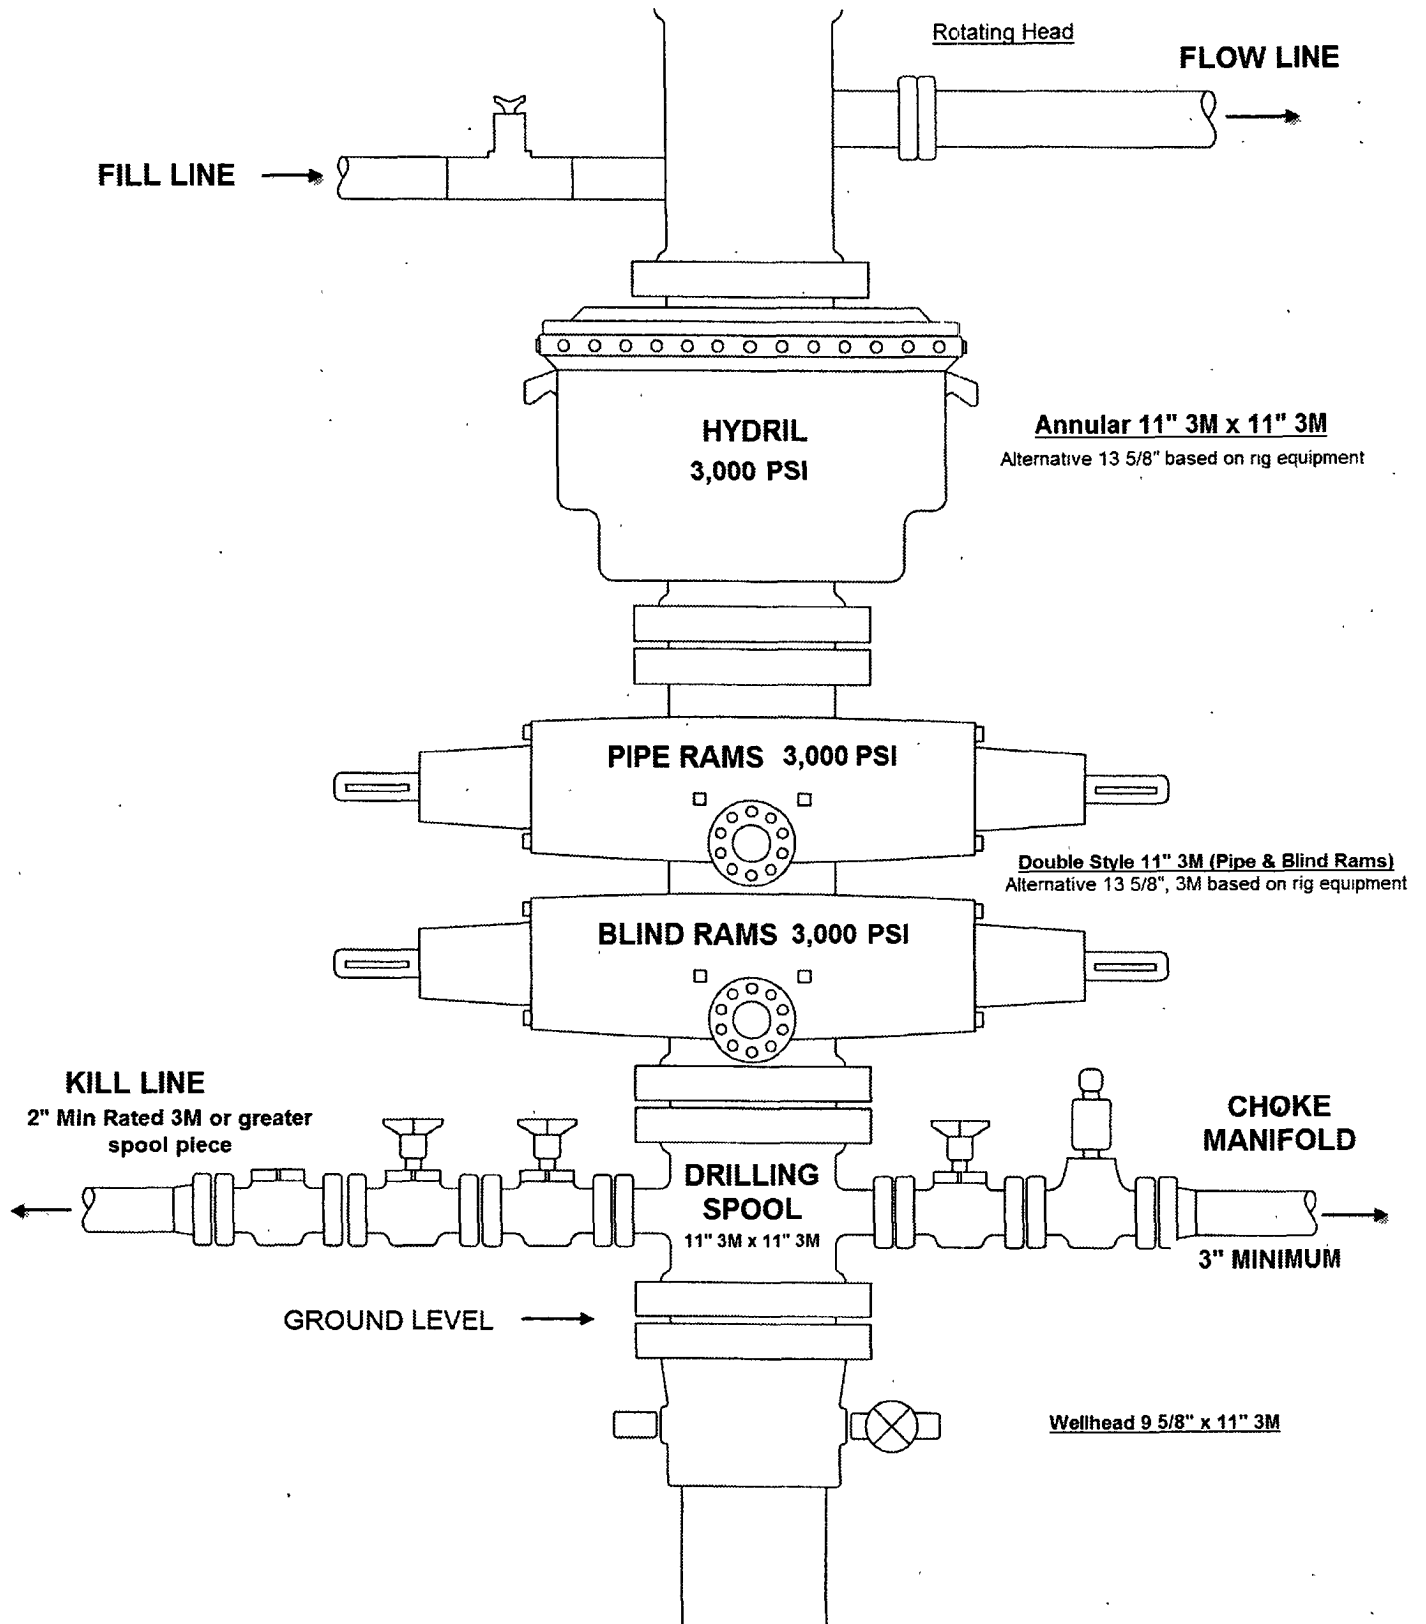 Rotating Head
FLOW LINE
FILL LINE
HYDRIL
3,000 PSI
Annular 11" 3M x 11" 3M
Alternative 13 5/8" based on rig equipment
PIPE RAMS 3,000 PSI
Double Style 11" 3M (Pipe & Blind Rams)
Alternative 13 5/8", 3M based on rig equipment
BLIND RAMS 3,000 PSI
KILL LINE
2" Min Rated 3M or greater
spool piece
CHOKE
MANIFOLD
DRILLING
SPOOL
11" 3M x 11" 3M
3" MINIMUM
GROUND LEVEL
Wellhead 9 5/8" x 11" 3M